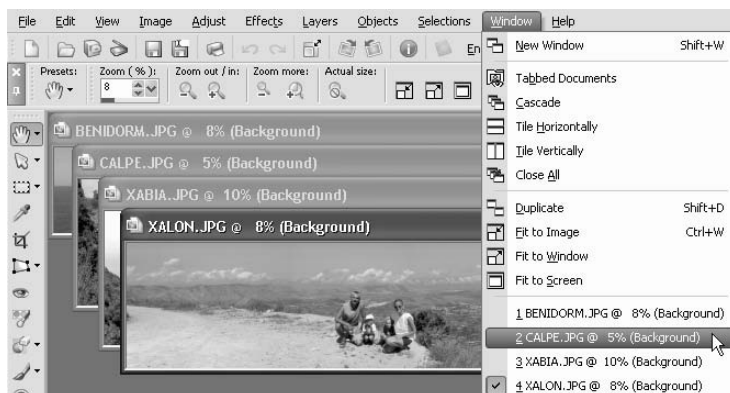 File Edit View Image Adjust Effects Layers Objects Selections Window Help
En
Presets: Zoom ( % ): Zoom out / in: Zoom more: Actual size:
8
BENIDORM.JPG @ 8% (Background)
CALPE.JPG @ 5% (Background)
XABIA.JPG @ 10% (Background)
XALON.JPG @ 8% (Background)
New Window Shift+W
Tabbed Documents
Cascade
Tile Horizontally
Tile Vertically
Close All
Duplicate Shift+D
Fit to Image Ctrl+W
Fit to Window
Fit to Screen
1 BENIDORM.JPG @ 8% (Background)
2 CALPE.JPG @ 5% (Background)
3 XABIA.JPG @ 10% (Background)
4 XALON.JPG @ 8% (Background)